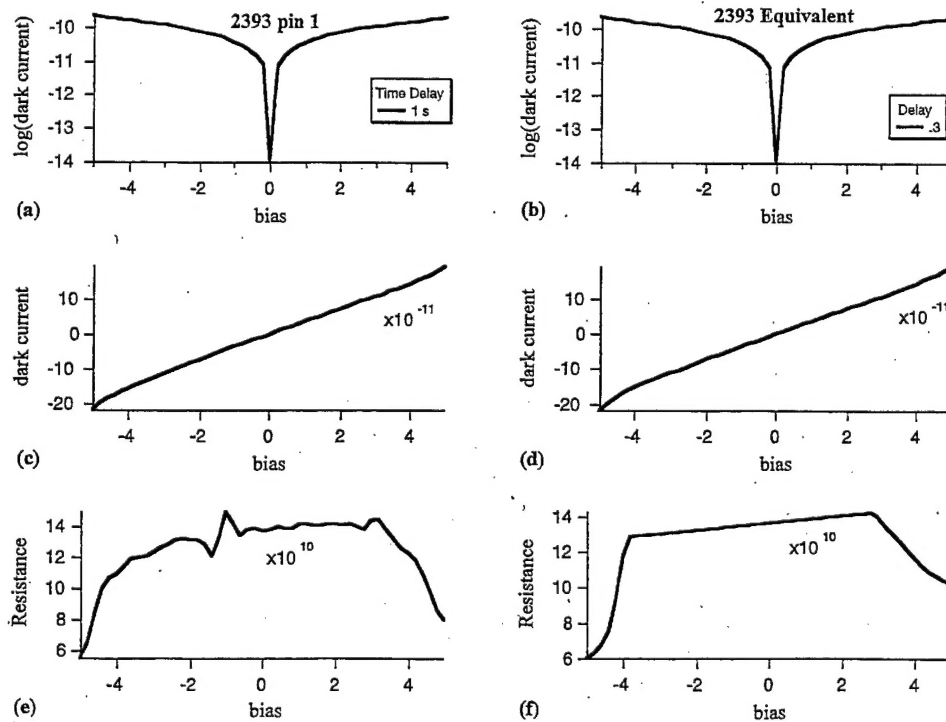 2393 pin 1
log(dark current)
-10
-11
-12
-13
-14
Time Delay
1 s
-4 -2 0 2 4
(a)
bias
2393 Equivalent
log(dark current)
-10
-11
-12
-13
-14
Delay
.3
-4 -2 0 2 4
(b)
bias
dark current
10
0
-10
-20
x10 -11
-4 -2 0 2 4
(c)
bias
dark current
10
0
-10
-20
x10 -11
-4 -2 0 2 4
(d)
bias
Resistance
14
12
10
8
6
x10 10
-4 -2 0 2 4
(e)
bias
Resistance
14
12
10
8
6
x10 10
-4 -2 0 2 4
(f)
bias